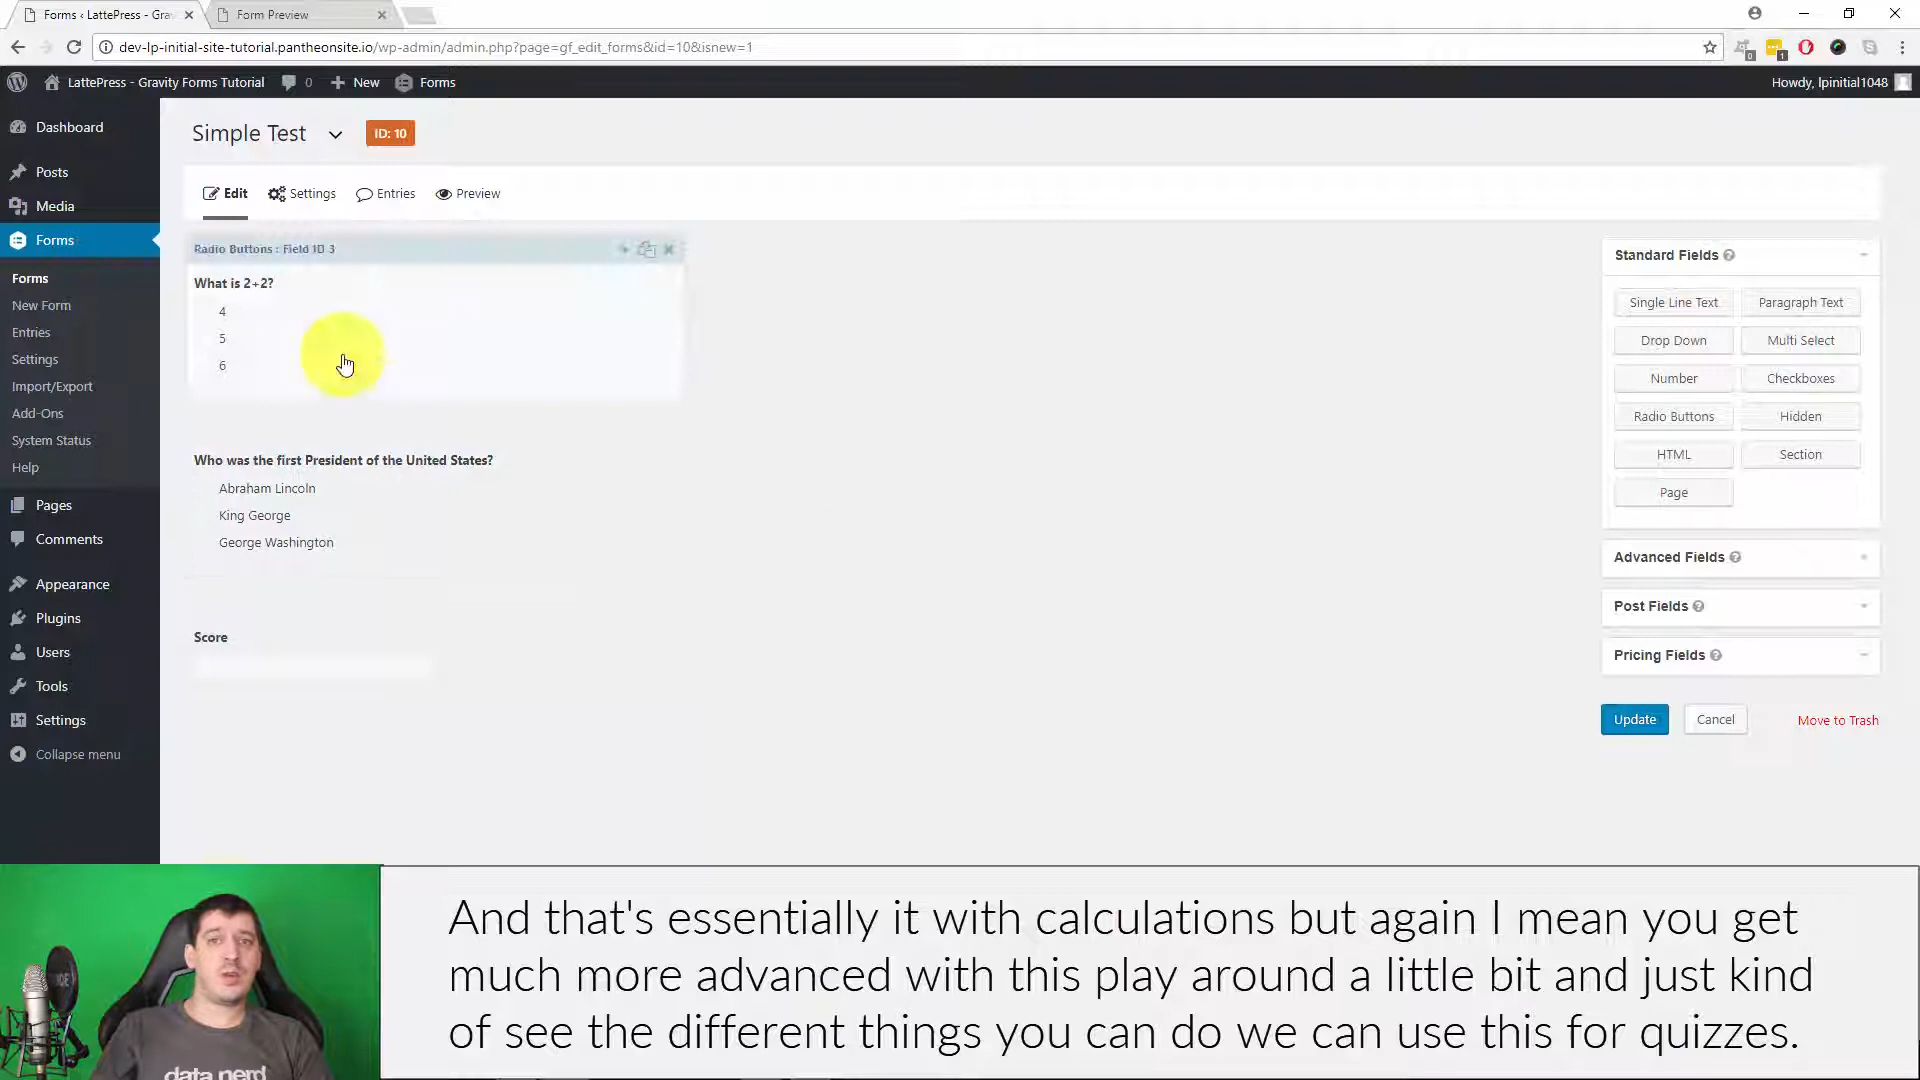 Forms ‹ LattePress - Gra
Form Preview
dev-lp-initial-site-tutorial.pantheonsite.io/wp-admin/admin.php?page=gf_edit_forms&id=10&isnew=1
LattePress - Gravity Forms Tutorial
0
New
Forms
Howdy, lpinitial1048
Dashboard
Posts
Media
Forms
Forms
New Form
Entries
Settings
Import/Export
Add-Ons
System Status
Help
Pages
Comments
Appearance
Plugins
Users
Tools
Settings
Collapse menu
Simple Test
ID: 10
Edit
Settings
Entries
Preview
Radio Buttons : Field ID 3
What is 2+2?
4
5
6
Who was the first President of the United States?
Abraham Lincoln
King George
George Washington
Score
Standard Fields
Single Line Text
Paragraph Text
Drop Down
Multi Select
Number
Checkboxes
Radio Buttons
Hidden
HTML
Section
Page
Advanced Fields
Post Fields
Pricing Fields
Update
Cancel
Move to Trash
data nerd
And that's essentially it with calculations but again I mean you get
much more advanced with this play around a little bit and just kind
of see the different things you can do we can use this for quizzes.